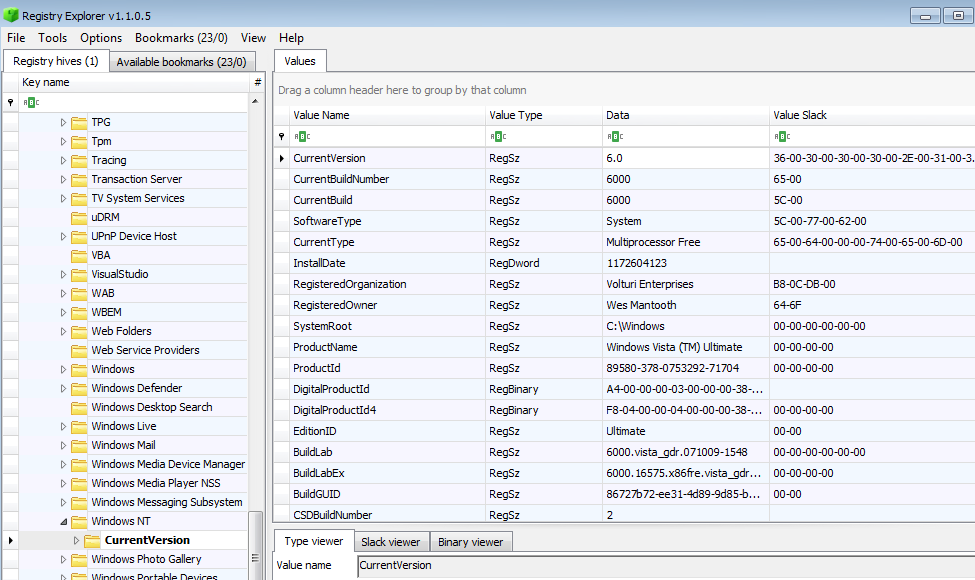 Registry Explorer v1.1.0.5
File Tools Options Bookmarks (23/0) View Help
Registry hives (1) Available bookmarks (23/0)
Key name #
ABC
TPG
Tpm
Tracing
Transaction Server
TV System Services
uDRM
UPnP Device Host
VBA
VisualStudio
WAB
WBEM
Web Folders
Web Service Providers
Windows
Windows Defender
Windows Desktop Search
Windows Live
Windows Mail
Windows Media Device Manager
Windows Media Player NSS
Windows Messaging Subsystem
Windows NT
CurrentVersion
Windows Photo Gallery
Windows Portable Devices
Values
Drag a column header here to group by that column
Value Name Value Type Data Value Slack
ABC ABC ABC ABC
CurrentVersion RegSz 6.0 36-00-30-00-30-00-30-00-2E-00-31-00-3...
CurrentBuildNumber RegSz 6000 65-00
CurrentBuild RegSz 6000 5C-00
SoftwareType RegSz System 5C-00-77-00-62-00
CurrentType RegSz Multiprocessor Free 65-00-64-00-00-00-74-00-65-00-6D-00
InstallDate RegDword 1172604123
RegisteredOrganization RegSz Volturi Enterprises B8-0C-DB-00
RegisteredOwner RegSz Wes Mantooth 64-6F
SystemRoot RegSz C:\Windows 00-00-00-00-00-00
ProductName RegSz Windows Vista (TM) Ultimate 00-00-00-00
ProductId RegSz 89580-378-0753292-71704 00-00-00-00
DigitalProductId RegBinary A4-00-00-00-03-00-00-00-38-...
DigitalProductId4 RegBinary F8-04-00-00-04-00-00-00-38-... 00-00-00-00
EditionID RegSz Ultimate 00-00
BuildLab RegSz 6000.vista_gdr.071009-1548 00-00-00-00-00-00
BuildLabEx RegSz 6000.16575.x86fre.vista_gdr... 00-00-00-00
BuildGUID RegSz 86727b72-ee31-4d89-9d85-b... 00-00
CSDBuildNumber RegSz 2
Type viewer Slack viewer Binary viewer
Value name CurrentVersion